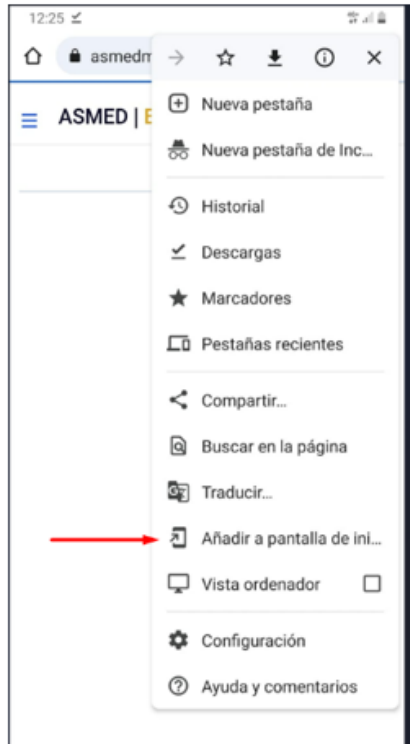 12:25
asmedm
ASMED | E
Nueva pestaña
Nueva pestaña de Inc...
Historial
Descargas
Marcadores
Pestañas recientes
Compartir...
Buscar en la página
Traducir...
Añadir a pantalla de ini...
Vista ordenador
Configuración
Ayuda y comentarios